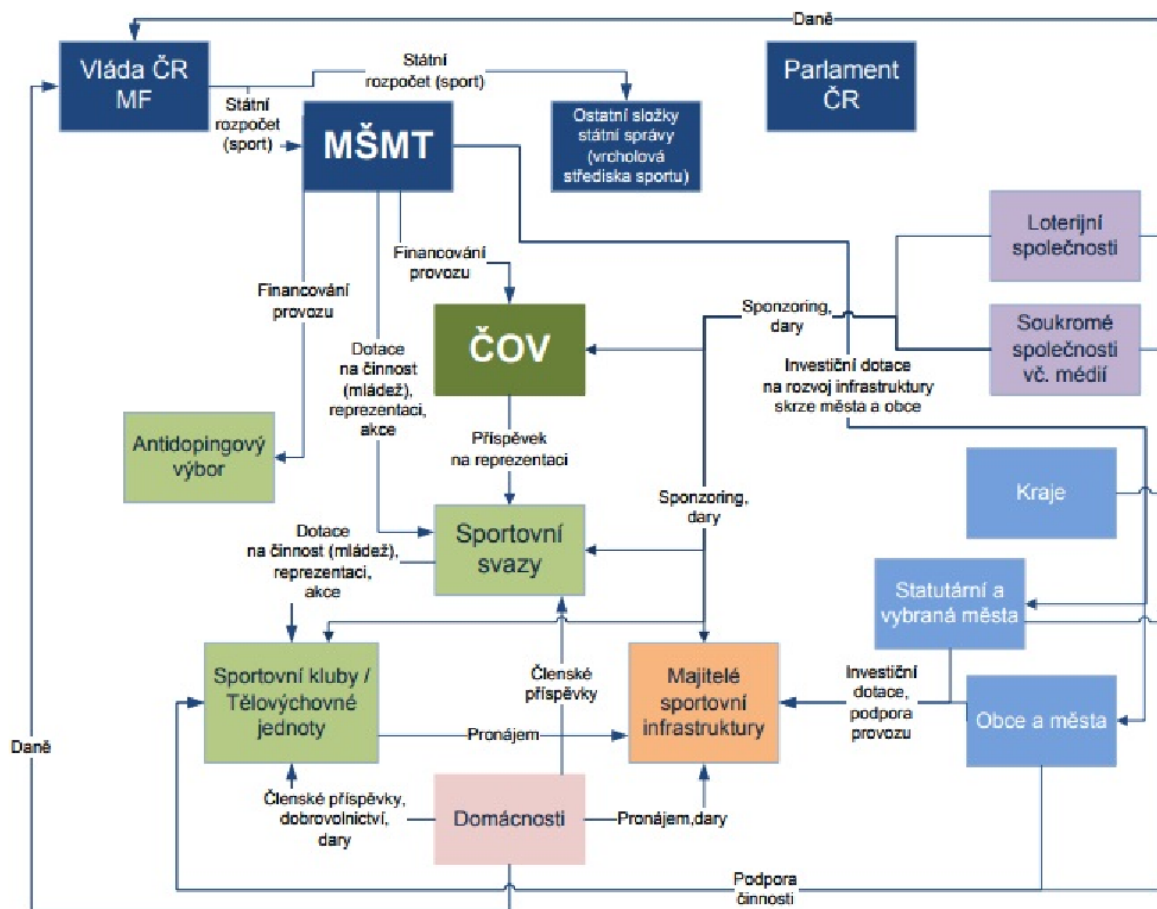 Daně
Vláda ČR
MF
Státní
rozpočet (sport)
Parlament
ČR
Státní
rozpočet
(sport)
MŠMT
Ostatní složky
státní správy
(vrcholová
střediska sportu)
Loterijní
společnosti
Financování
provozu
Financování
provozu
Sponzoring,
dary
Soukromé
společnosti
vč. médií
ČOV
Dotace
na činnost
(mládež),
reprezentaci,
akce
Investiční dotace
na rozvoj infrastruktury
skrze města a obce
Antidopingový
výbor
Příspěvek
na reprezentaci
Kraje
Sponzoring,
dary
Sportovní
svazy
Dotace
na činnost (mládež),
reprezentaci,
akce
Statutární a
vybraná města
Sportovní kluby /
Tělovýchovné
jednoty
Členské
příspěvky
Majitelé
sportovní
infrastruktury
Investiční
dotace,
podpora
provozu
Obce a města
Daně
Pronájem
Členské příspěvky,
dobrovolnictví,
dary
Domácnosti
Pronájem,dary
Podpora
činnosti